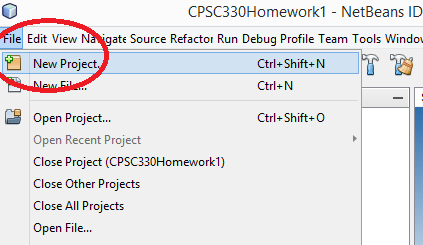 CPSC330Homework1 - NetBeans ID
File Edit View Navigate Source Refactor Run Debug Profile Team Tools Window
New Project... Ctrl+Shift+N
New File... Ctrl+N
Open Project... Ctrl+Shift+O
Open Recent Project
Close Project (CPSC330Homework1)
Close Other Projects
Close All Projects
Open File...